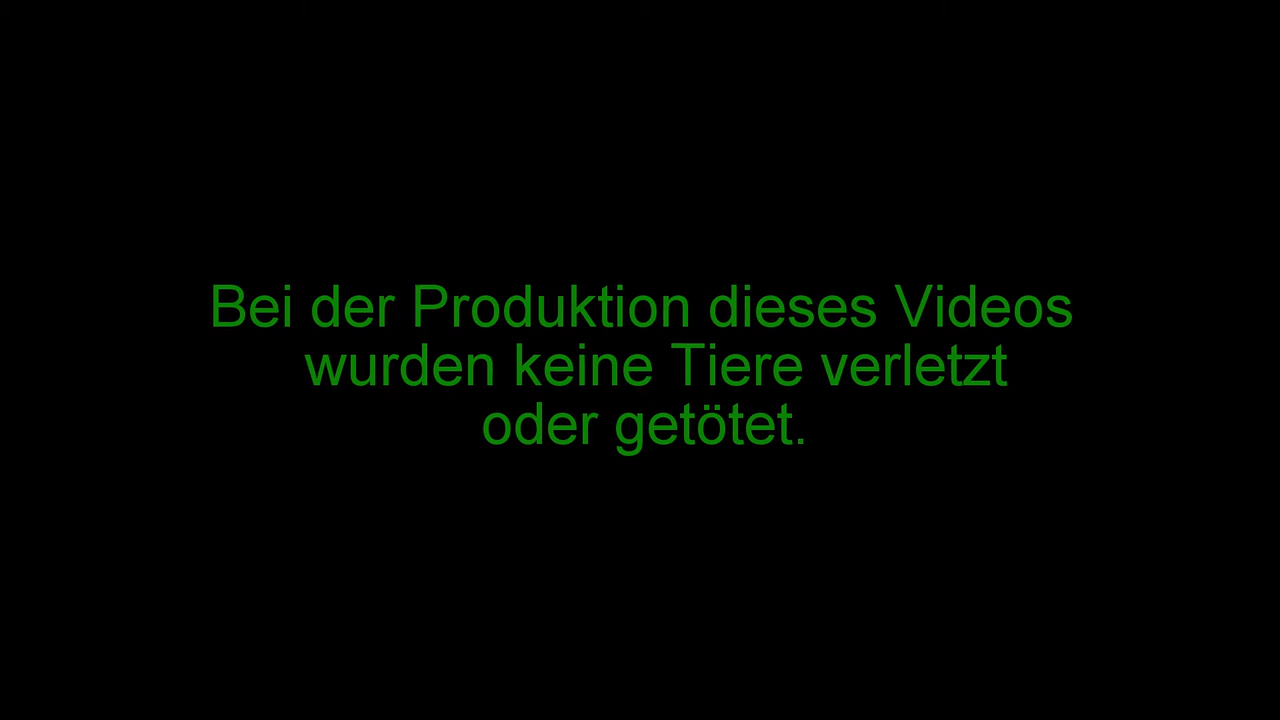 Bei der Produktion dieses Videos
wurden keine Tiere verletzt
oder getötet.